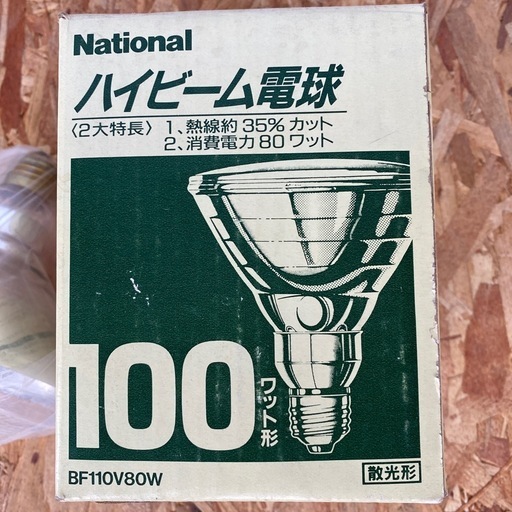 National
ハイビーム電球
〈2大特長〉 1、熱線約35%カット
2、消費電力80ワット
100
ワット形
BF110V80W
散光形